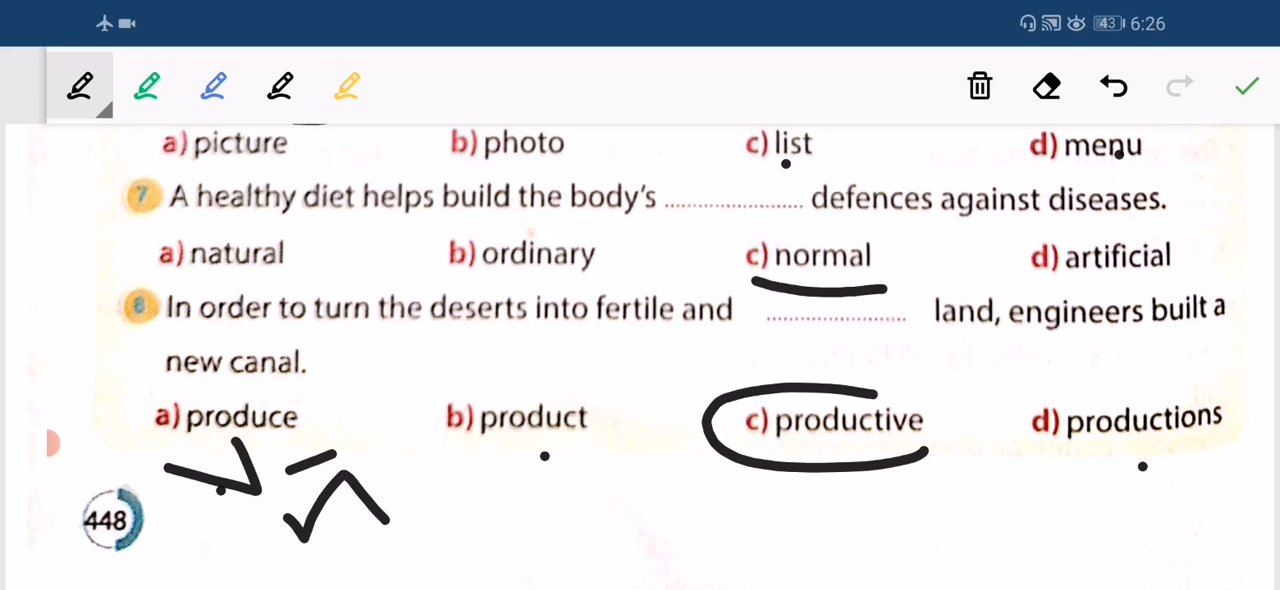 43 6:26
a) picture b) photo c) list d) menu
7 A healthy diet helps build the body's ........................ defences against diseases.
a) natural b) ordinary c) normal d) artificial
8 In order to turn the deserts into fertile and ........................ land, engineers built a
new canal.
a) produce b) product c) productive d) productions
448